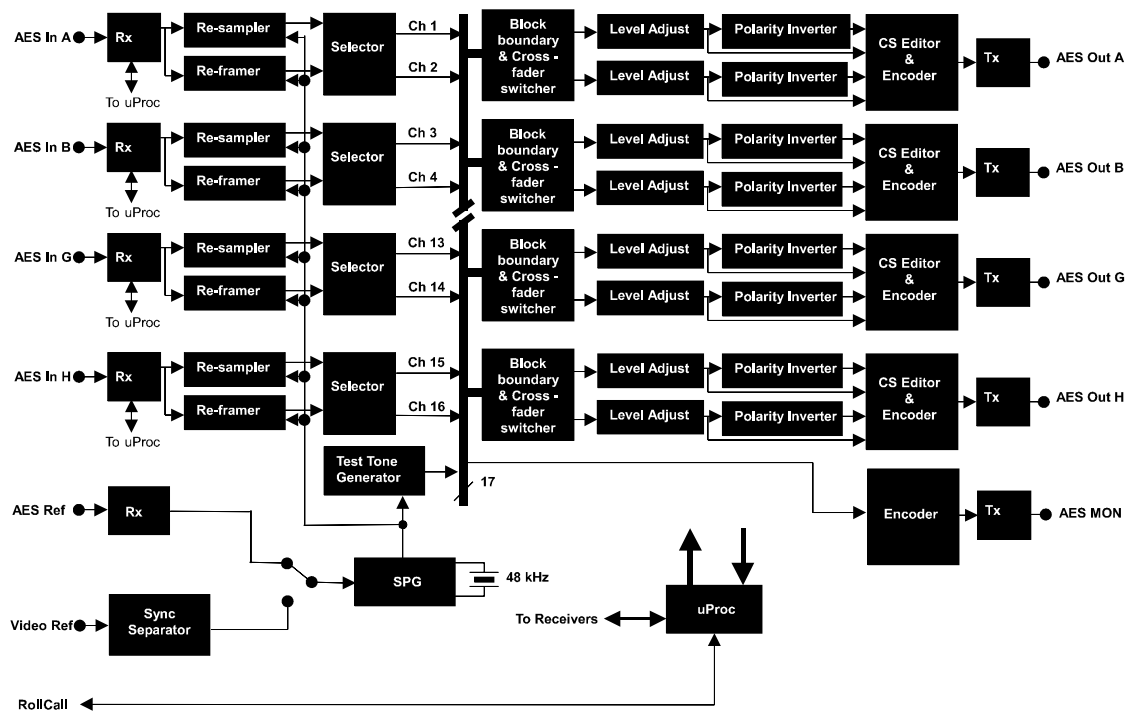 AES In A
Rx
To uProc
Re-sampler
Re-framer
Selector
Ch 1
Ch 2
Block
boundary
& Cross -
fader
switcher
Level Adjust
Level Adjust
Polarity Inverter
Polarity Inverter
CS Editor
&
Encoder
Tx
AES Out A
AES In B
Rx
To uProc
Re-sampler
Re-framer
Selector
Ch 3
Ch 4
Block
boundary
& Cross -
fader
switcher
Level Adjust
Level Adjust
Polarity Inverter
Polarity Inverter
CS Editor
&
Encoder
Tx
AES Out B
AES In G
Rx
To uProc
Re-sampler
Re-framer
Selector
Ch 13
Ch 14
Block
boundary
& Cross -
fader
switcher
Level Adjust
Level Adjust
Polarity Inverter
Polarity Inverter
CS Editor
&
Encoder
Tx
AES Out G
AES In H
Rx
To uProc
Re-sampler
Re-framer
Selector
Ch 15
Ch 16
Block
boundary
& Cross -
fader
switcher
Level Adjust
Level Adjust
Polarity Inverter
Polarity Inverter
CS Editor
&
Encoder
Tx
AES Out H
Test Tone
Generator
17
AES Ref
Rx
Encoder
Tx
AES MON
SPG
48 kHz
Video Ref
Sync
Separator
To Receivers
uProc
RollCall